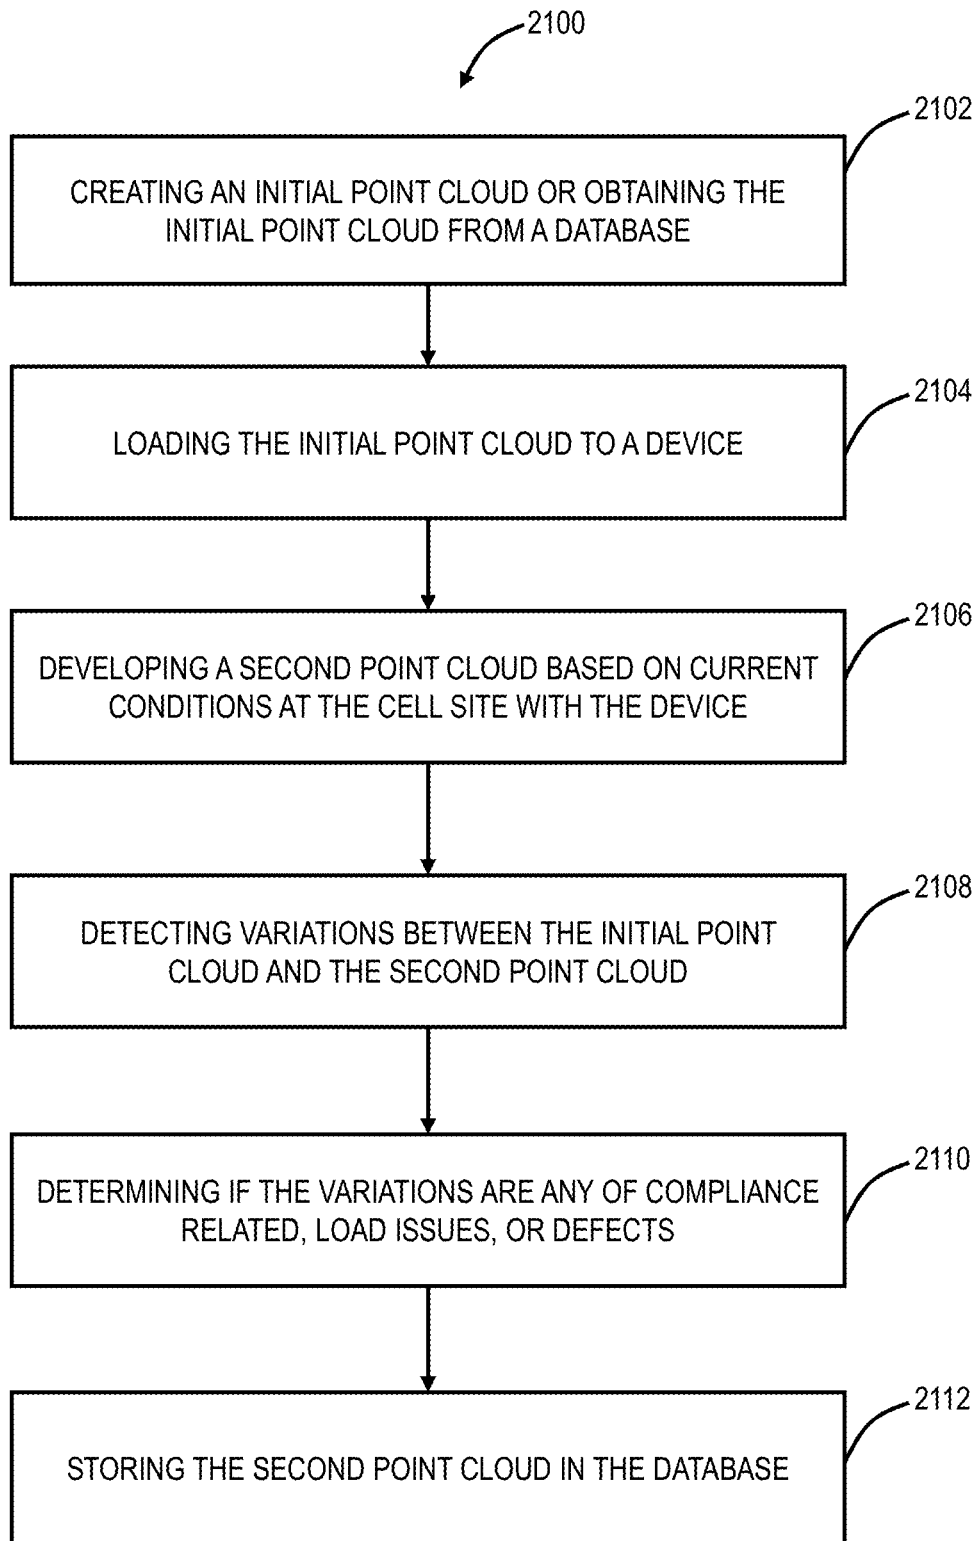 2100
2102
CREATING AN INITIAL POINT CLOUD OR OBTAINING THE
INITIAL POINT CLOUD FROM A DATABASE
2104
LOADING THE INITIAL POINT CLOUD TO A DEVICE
2106
DEVELOPING A SECOND POINT CLOUD BASED ON CURRENT
CONDITIONS AT THE CELL SITE WITH THE DEVICE
2108
DETECTING VARIATIONS BETWEEN THE INITIAL POINT
CLOUD AND THE SECOND POINT CLOUD
2110
DETERMINING IF THE VARIATIONS ARE ANY OF COMPLIANCE
RELATED, LOAD ISSUES, OR DEFECTS
2112
STORING THE SECOND POINT CLOUD IN THE DATABASE